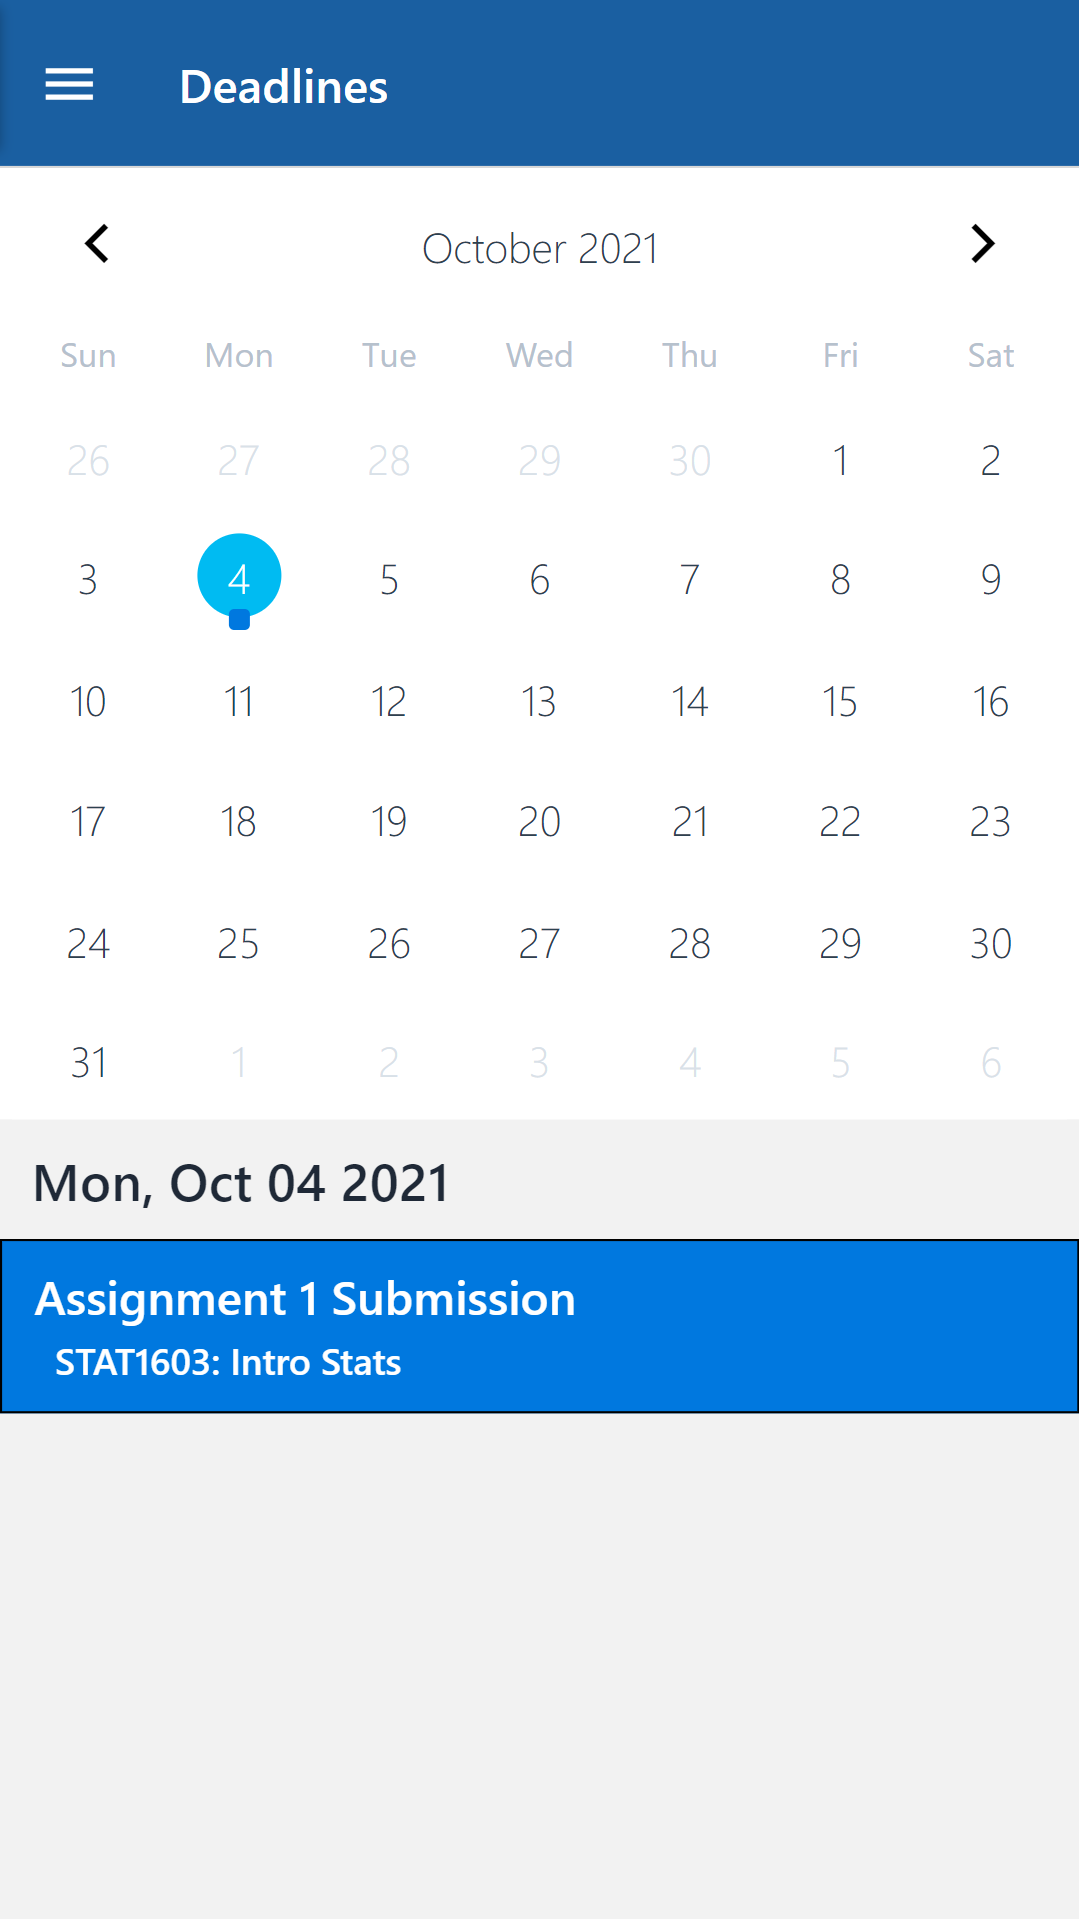 Deadlines
October 2021
Sun Mon Tue Wed Thu Fri Sat
26 27 28 29 30 1 2
3 4 5 6 7 8 9
10 11 12 13 14 15 16
17 18 19 20 21 22 23
24 25 26 27 28 29 30
31 1 2 3 4 5 6
Mon, Oct 04 2021
Assignment 1 Submission
STAT1603: Intro Stats